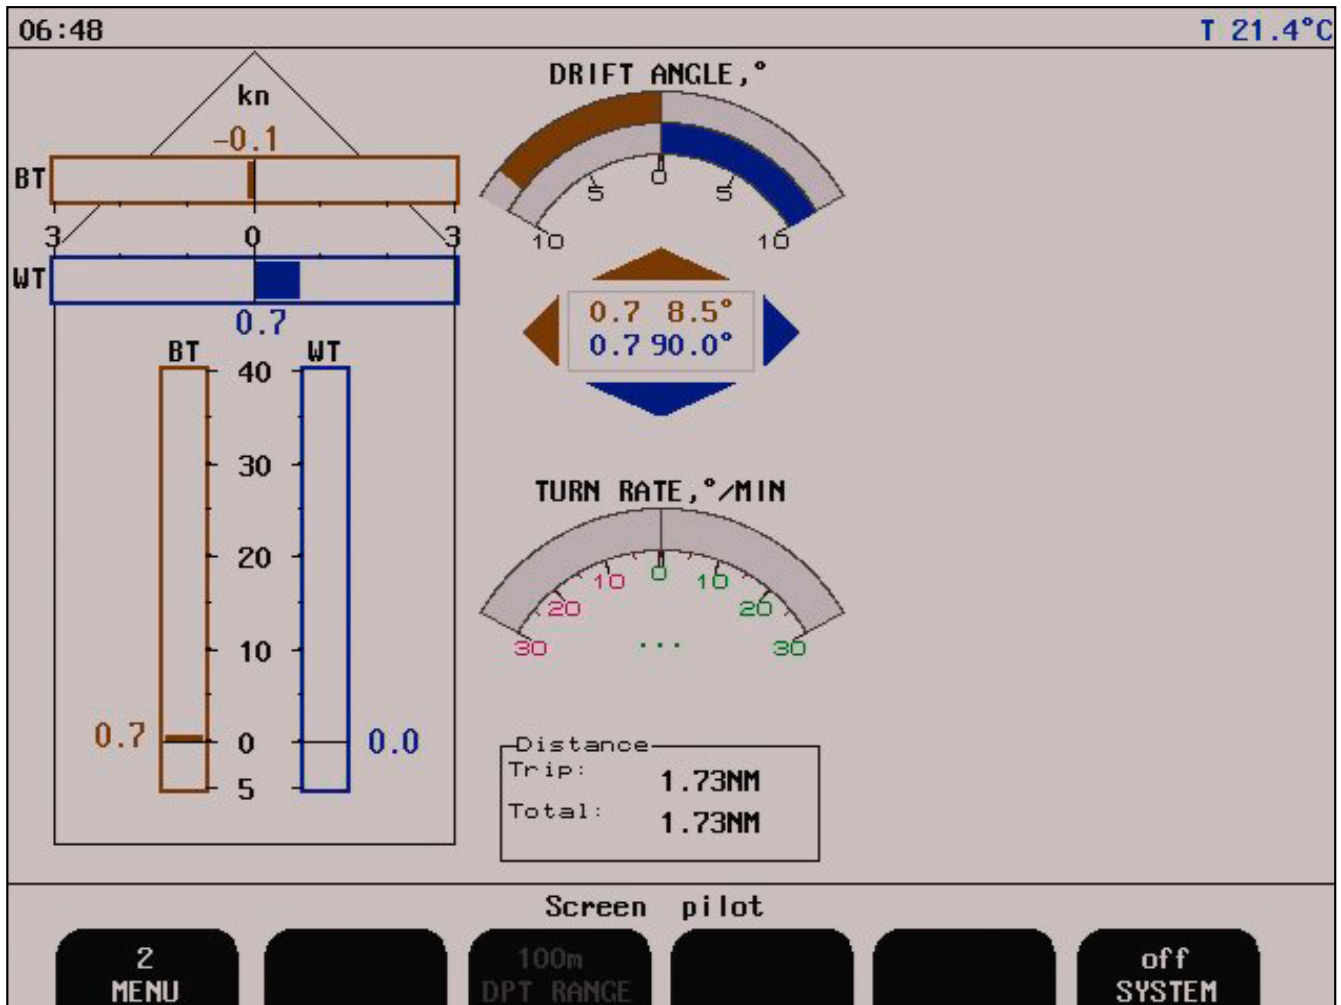 06:48 T 21.4°C
kn
-0.1
BT
3 0 3
WT
0.7
BT WT
40
30
20
10
0.7 0 0.0
5
DRIFT ANGLE,°
10 5 0 5 10
0.7 8.5°
0.7 90.0°
TURN RATE,°/MIN
30 20 10 0 10 20 30
...
Distance
Trip: 1.73NM
Total: 1.73NM
Screen pilot
2 100m off
MENU DPT RANGE SYSTEM